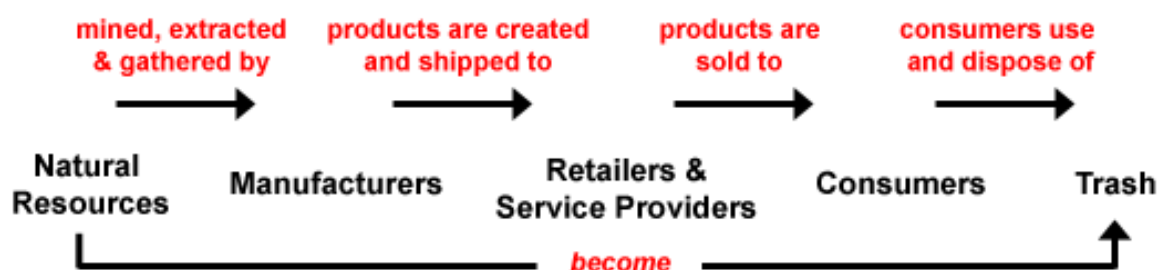 mined, extracted
& gathered by
products are created
and shipped to
products are
sold to
consumers use
and dispose of
Natural
Resources
Manufacturers
Retailers &
Service Providers
Consumers
Trash
become